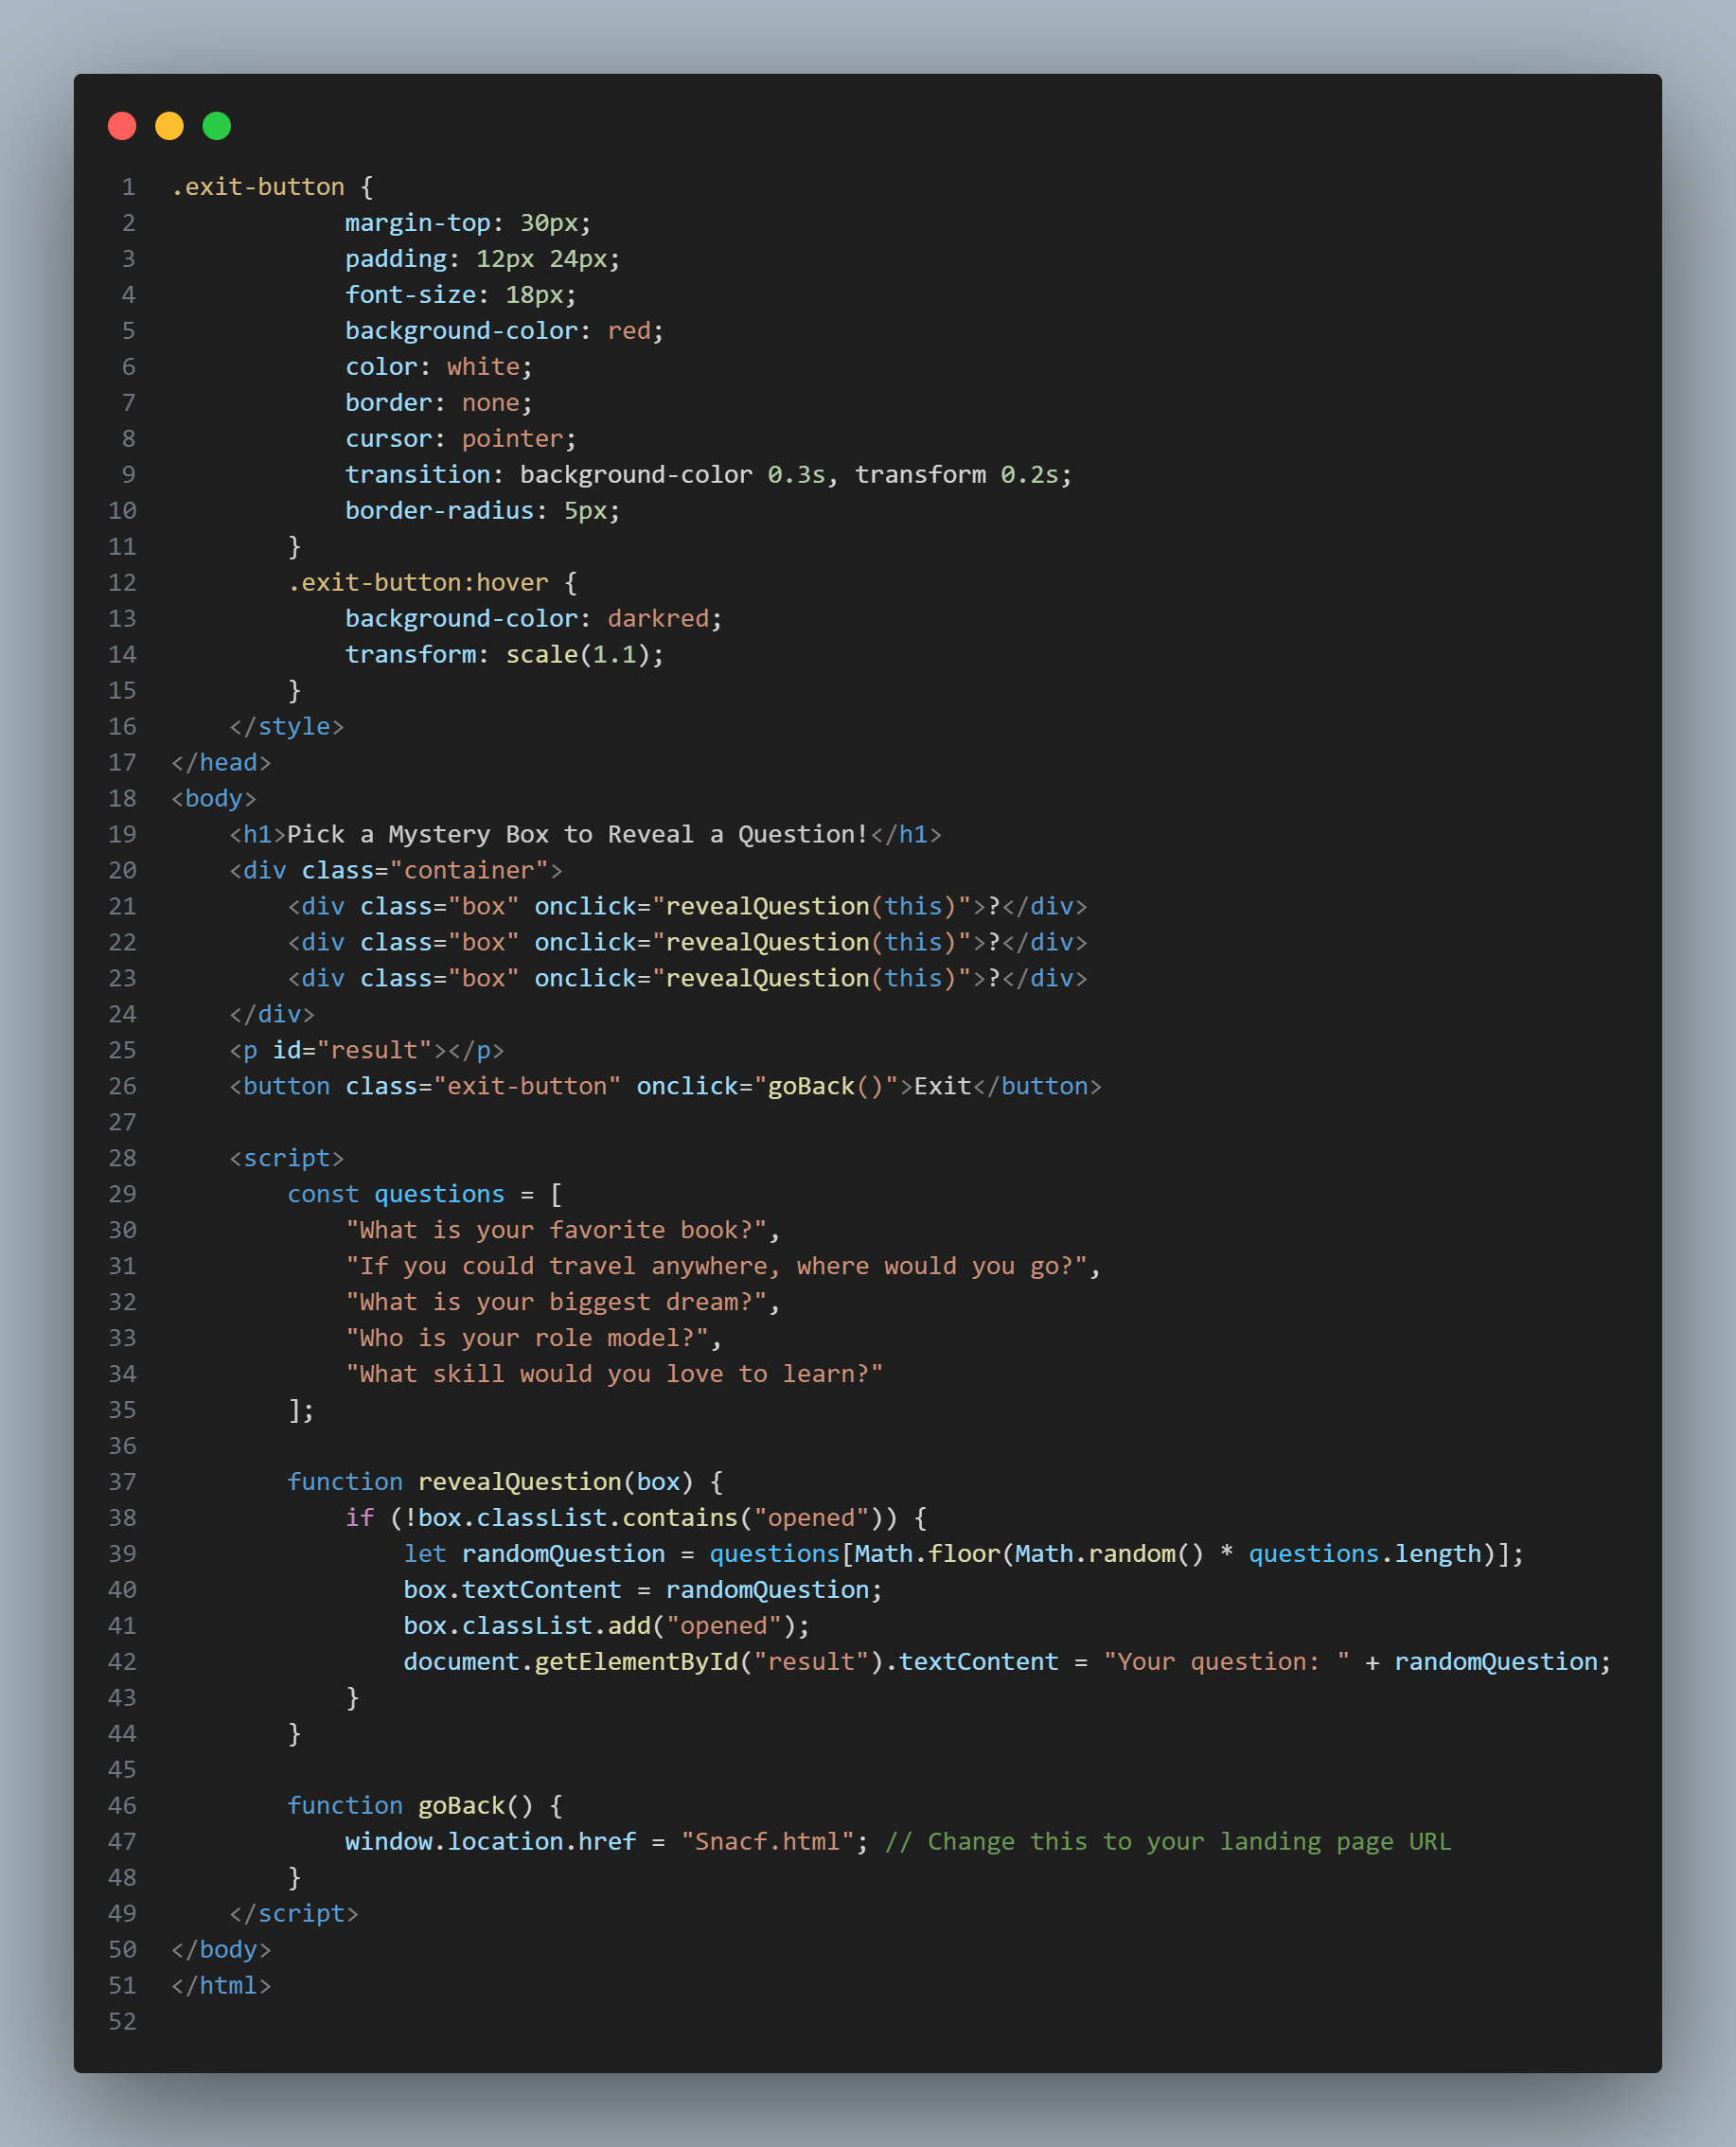 1 .exit-button {
2 margin-top: 30px;
3 padding: 12px 24px;
4 font-size: 18px;
5 background-color: red;
6 color: white;
7 border: none;
8 cursor: pointer;
9 transition: background-color 0.3s, transform 0.2s;
10 border-radius: 5px;
11 }
12 .exit-button:hover {
13 background-color: darkred;
14 transform: scale(1.1);
15 }
16 </style>
17 </head>
18 <body>
19 <h1>Pick a Mystery Box to Reveal a Question!</h1>
20 <div class="container">
21 <div class="box" onclick="revealQuestion(this)">?</div>
22 <div class="box" onclick="revealQuestion(this)">?</div>
23 <div class="box" onclick="revealQuestion(this)">?</div>
24 </div>
25 <p id="result"></p>
26 <button class="exit-button" onclick="goBack()">Exit</button>
27
28 <script>
29 const questions = [
30 "What is your favorite book?",
31 "If you could travel anywhere, where would you go?",
32 "What is your biggest dream?",
33 "Who is your role model?",
34 "What skill would you love to learn?"
35 ];
36
37 function revealQuestion(box) {
38 if (!box.classList.contains("opened")) {
39 let randomQuestion = questions[Math.floor(Math.random() * questions.length)];
40 box.textContent = randomQuestion;
41 box.classList.add("opened");
42 document.getElementById("result").textContent = "Your question: " + randomQuestion;
43 }
44 }
45
46 function goBack() {
47 window.location.href = "Snacf.html"; // Change this to your landing page URL
48 }
49 </script>
50 </body>
51 </html>
52